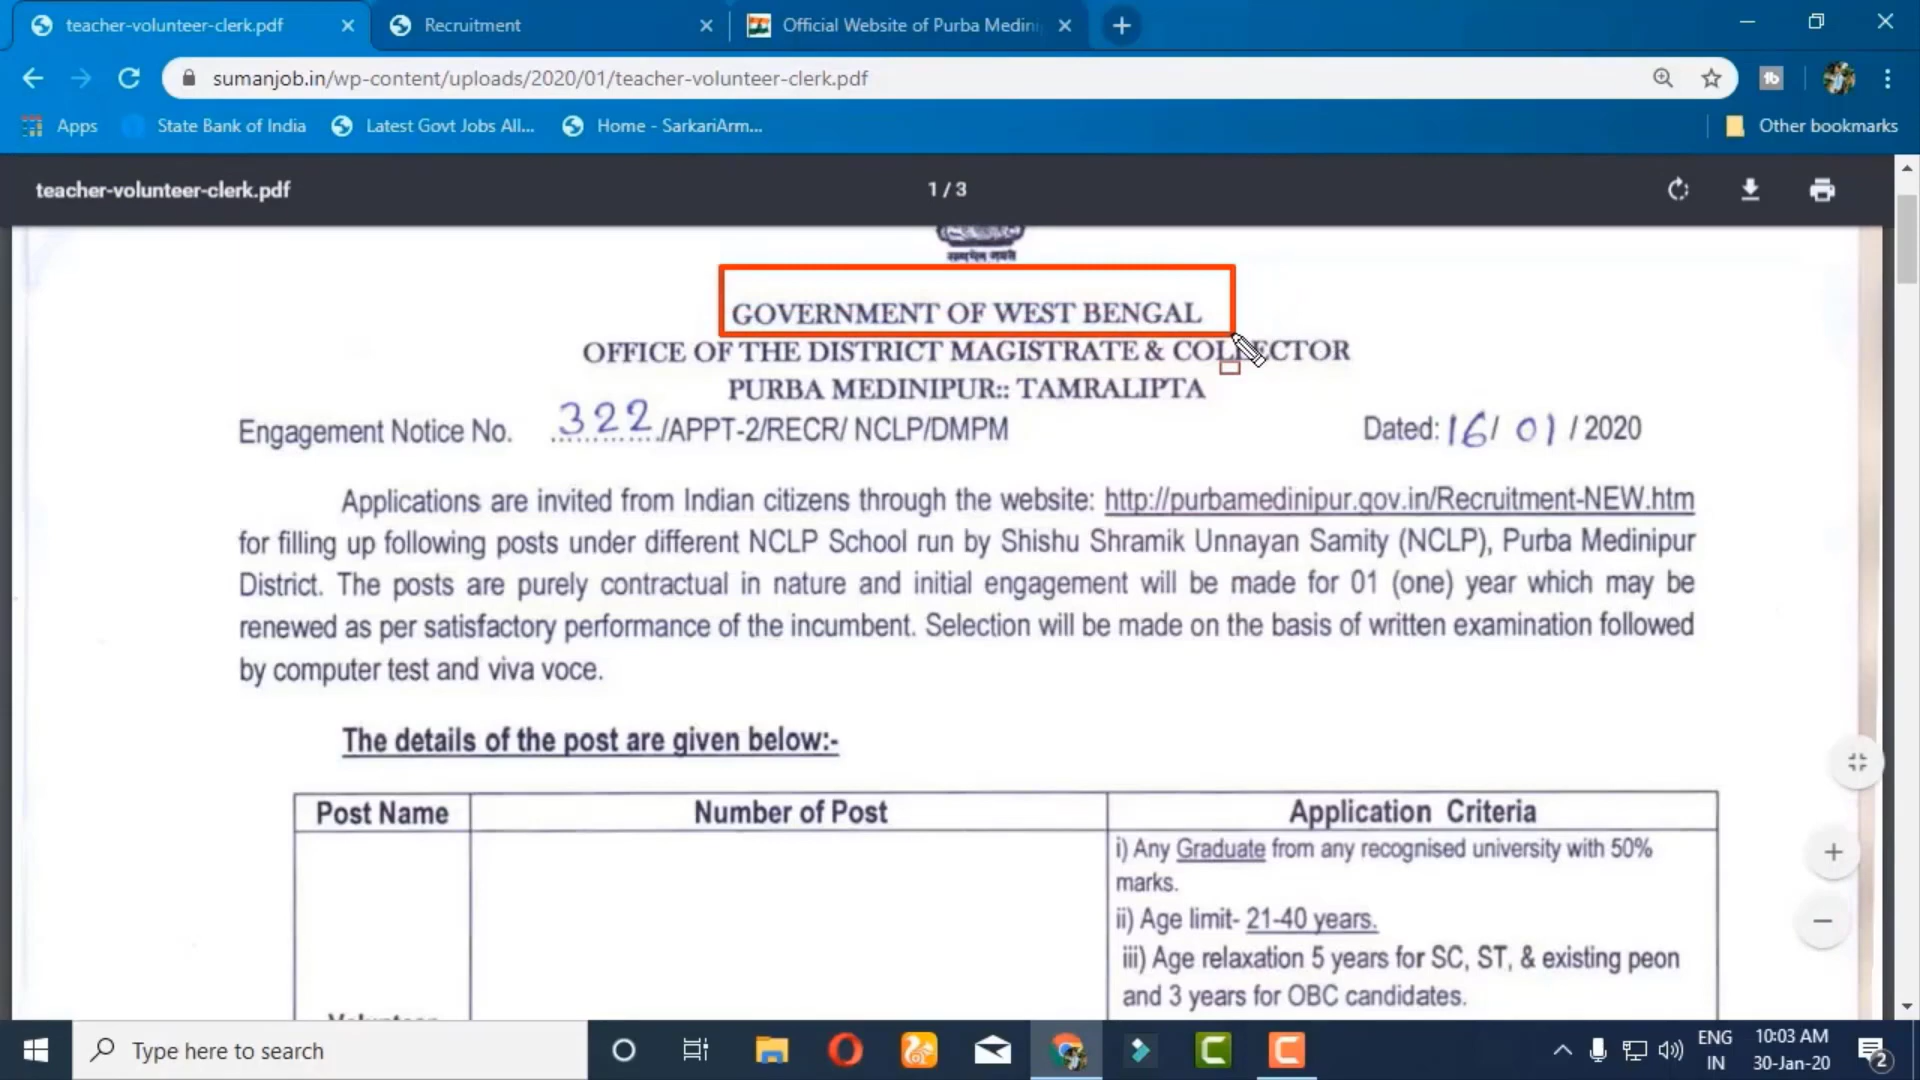 teacher-volunteer-clerk.pdf
Recruitment
Official Website of Purba Medini
sumanjob.in/wp-content/uploads/2020/01/teacher-volunteer-clerk.pdf
Apps
State Bank of India
Latest Govt Jobs All...
Home - SarkariArm...
Other bookmarks
teacher-volunteer-clerk.pdf
1 / 3
सत्यमेव जयते
GOVERNMENT OF WEST BENGAL
OFFICE OF THE DISTRICT MAGISTRATE & COLLECTOR
PURBA MEDINIPUR:: TAMRALIPTA
Engagement Notice No. 322/APPT-2/RECR/ NCLP/DMPM Dated: 16/ 01 / 2020
Applications are invited from Indian citizens through the website: http://purbamedinipur.gov.in/Recruitment-NEW.htm
for filling up following posts under different NCLP School run by Shishu Shramik Unnayan Samity (NCLP), Purba Medinipur
District. The posts are purely contractual in nature and initial engagement will be made for 01 (one) year which may be
renewed as per satisfactory performance of the incumbent. Selection will be made on the basis of written examination followed
by computer test and viva voce.
The details of the post are given below:-
Post Name Number of Post Application Criteria
i) Any Graduate from any recognised university with 50%
marks.
ii) Age limit- 21-40 years.
iii) Age relaxation 5 years for SC, ST, & existing peon
and 3 years for OBC candidates.
Volunteer
Type here to search
ENG
IN
10:03 AM
30-Jan-20
2